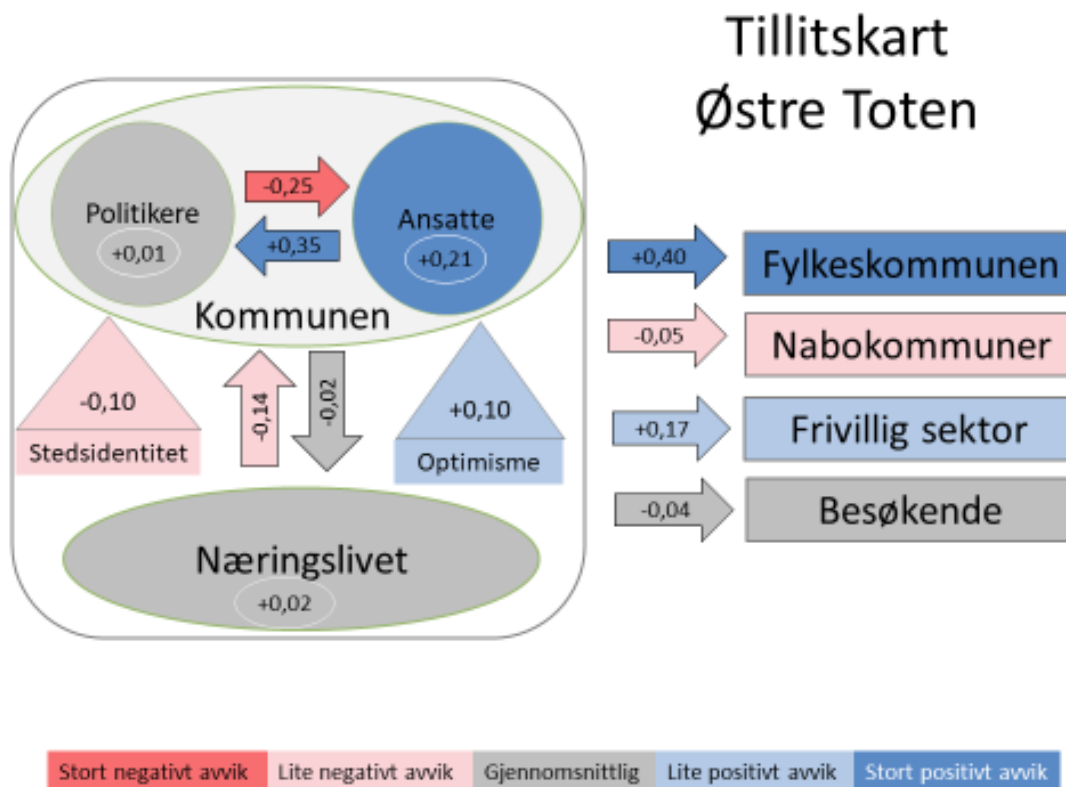 Tillitskart
Østre Toten
Politikere
+0,01
-0,25
+0,35
Ansatte
+0,21
Kommunen
-0,10
Stedsidentitet
-0,14
-0,02
+0,10
Optimisme
Næringslivet
+0,02
+0,40
Fylkeskommunen
-0,05
Nabokommuner
+0,17
Frivillig sektor
-0,04
Besøkende
Stort negativt avvik
Lite negativt avvik
Gjennomsnittlig
Lite positivt avvik
Stort positivt avvik